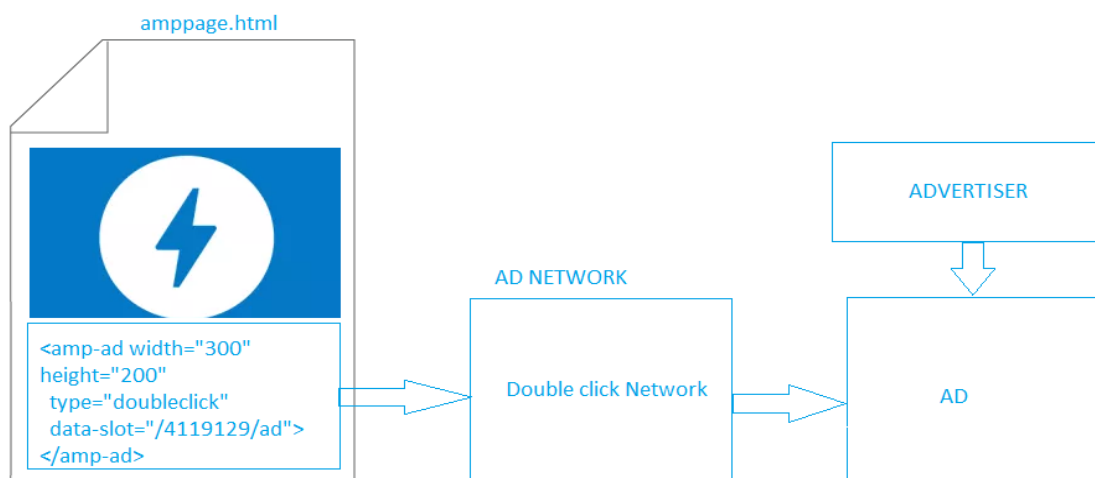 amppage.html
<amp-ad width="300"
height="200"
type="doubleclick"
data-slot="/4119129/ad">
</amp-ad>
AD NETWORK
Double click Network
ADVERTISER
AD